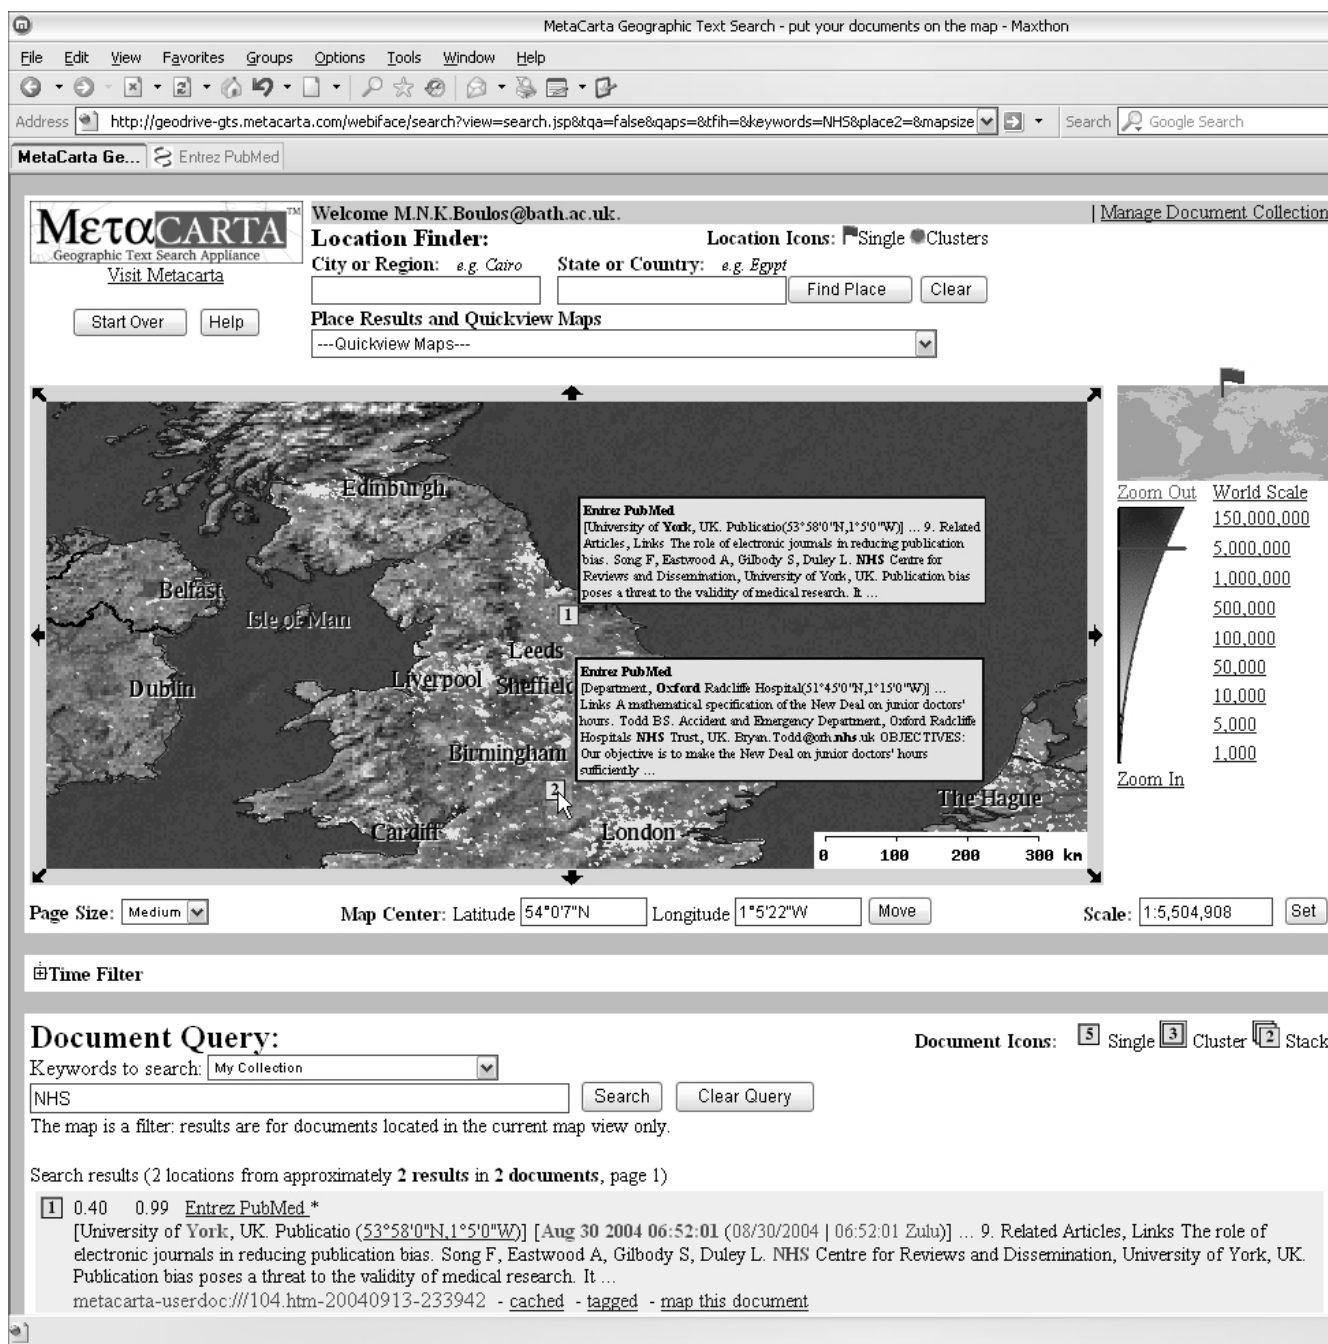 MetaCarta Geographic Text Search - put your documents on the map - Maxthon
File Edit View Favorites Groups Options Tools Window Help
Address http://geodrive-gts.metacarta.com/webiface/search?view=search.jsp&tqa=false&qaps=&tfih=&keywords=NHS&place2=&mapsize Search Google Search
MetaCarta Ge... Entrez PubMed
ΜεταCARTA™
Geographic Text Search Appliance
Visit Metacarta
Start Over Help
Welcome M.N.K.Boulos@bath.ac.uk. | Manage Document Collection
Location Finder: Location Icons: Single Clusters
City or Region: e.g. Cairo State or Country: e.g. Egypt
Find Place Clear
Place Results and Quickview Maps
---Quickview Maps---
Edinburgh
Belfast
Isle of Man
Dublin
Leeds
Liverpool Sheffield
Birmingham
Cardiff
London
The Hague
1
2
Entrez PubMed
[University of York, UK. Publicatio(53°58'0"N,1°5'0"W)] ... 9. Related
Articles, Links The role of electronic journals in reducing publication
bias. Song F, Eastwood A, Gilbody S, Duley L. NHS Centre for
Reviews and Dissemination, University of York, UK. Publication bias
poses a threat to the validity of medical research. It ...
Entrez PubMed
[Department, Oxford Radcliffe Hospital(51°45'0"N,1°15'0"W)] ...
Links A mathematical specification of the New Deal on junior doctors'
hours. Todd BS. Accident and Emergency Department, Oxford Radcliffe
Hospitals NHS Trust, UK. Bryan.Todd@orh.nhs.uk OBJECTIVES:
Our objective is to make the New Deal on junior doctors' hours
sufficiently ...
0 100 200 300 km
Zoom Out World Scale
150,000,000
5,000,000
1,000,000
500,000
100,000
50,000
10,000
5,000
1,000
Zoom In
Page Size: Medium Map Center: Latitude 54°0'7"N Longitude 1°5'22"W Move Scale: 1:5,504,908 Set
Time Filter
Document Query: Document Icons: 5 Single 3 Cluster 2 Stack
Keywords to search: My Collection
NHS Search Clear Query
The map is a filter: results are for documents located in the current map view only.
Search results (2 locations from approximately 2 results in 2 documents, page 1)
1 0.40 0.99 Entrez PubMed *
[University of York, UK. Publicatio (53°58'0"N,1°5'0"W)] [Aug 30 2004 06:52:01 (08/30/2004 | 06:52:01 Zulu)] ... 9. Related Articles, Links The role of
electronic journals in reducing publication bias. Song F, Eastwood A, Gilbody S, Duley L. NHS Centre for Reviews and Dissemination, University of York, UK.
Publication bias poses a threat to the validity of medical research. It ...
metacarta-userdoc:///104.htm-20040913-233942 - cached - tagged - map this document